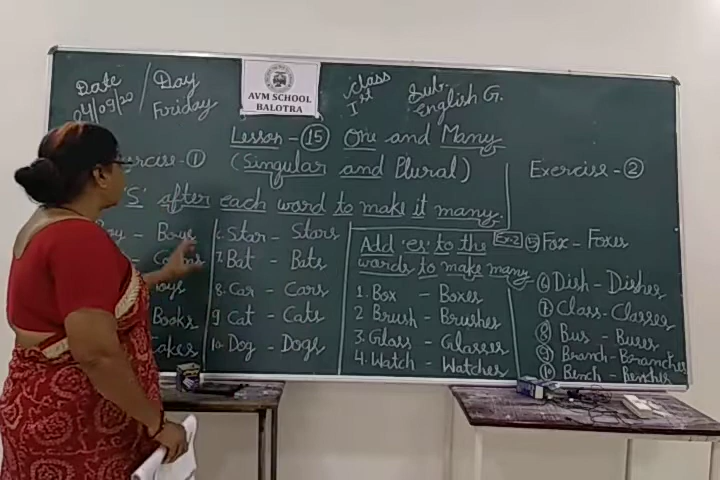 Date
04/09/20
Day
Friday
AVM SCHOOL
BALOTRA
class
Ist
Sub-
English G.
Lesson - 15 One and Many
(Singular and Plural)
Exercise - 2
'S' after each word to make it many.
- Boys
Books
Cakes
6. Star - Stars
7. Bat - Bats
8. Car - Cars
9. Cat - Cats
10. Dog - Dogs
Add 'es' to the
words to make many
1. Box - Boxes
2 Brush - Brushes
3. Glass - Glasses
4. Watch - Watches
Ex-2
5 Fox - Foxes
6 Dish - Dishes
7 Class - Classes
8 Bus - Buses
9 Branch - Branches
10 Bench - Benches